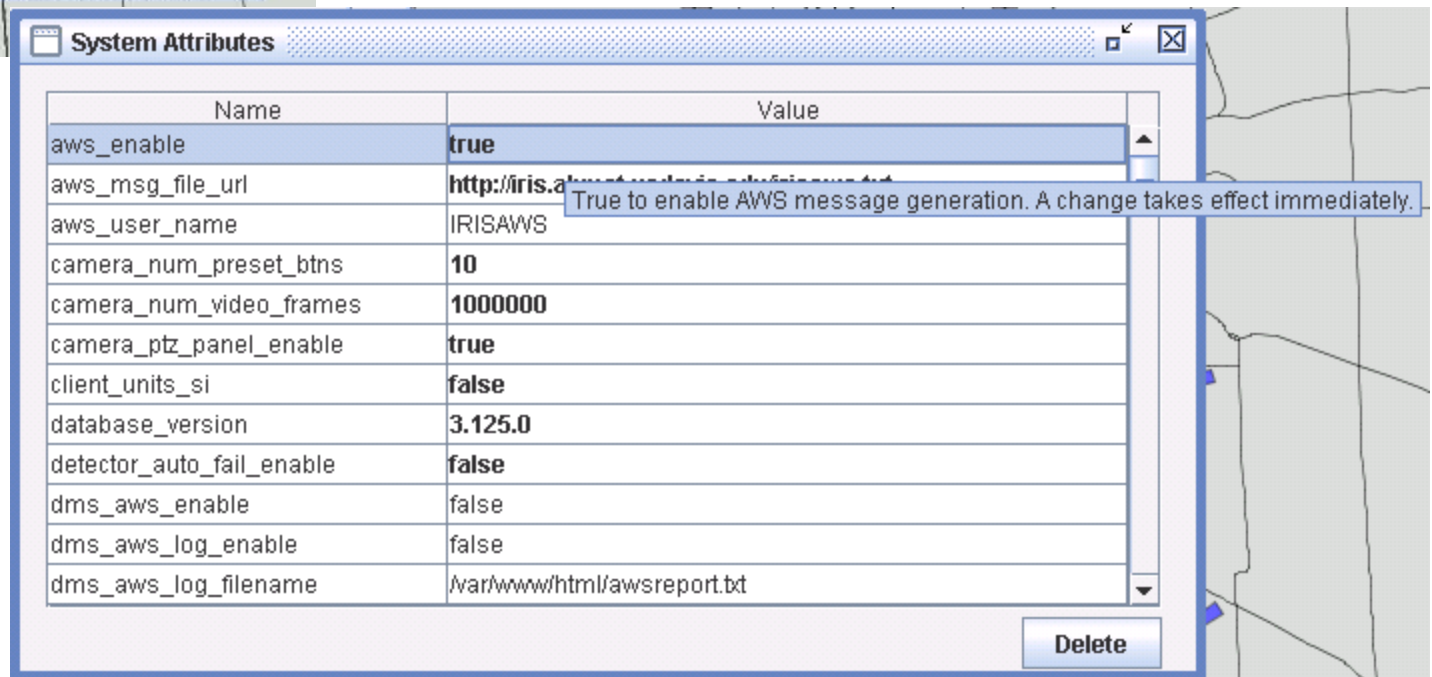 System Attributes
Name Value
aws_enable true
aws_msg_file_url http://iris.
True to enable AWS message generation. A change takes effect immediately.
aws_user_name IRISAWS
camera_num_preset_btns 10
camera_num_video_frames 1000000
camera_ptz_panel_enable true
client_units_si false
database_version 3.125.0
detector_auto_fail_enable false
dms_aws_enable false
dms_aws_log_enable false
dms_aws_log_filename /var/www/html/awsreport.txt
Delete